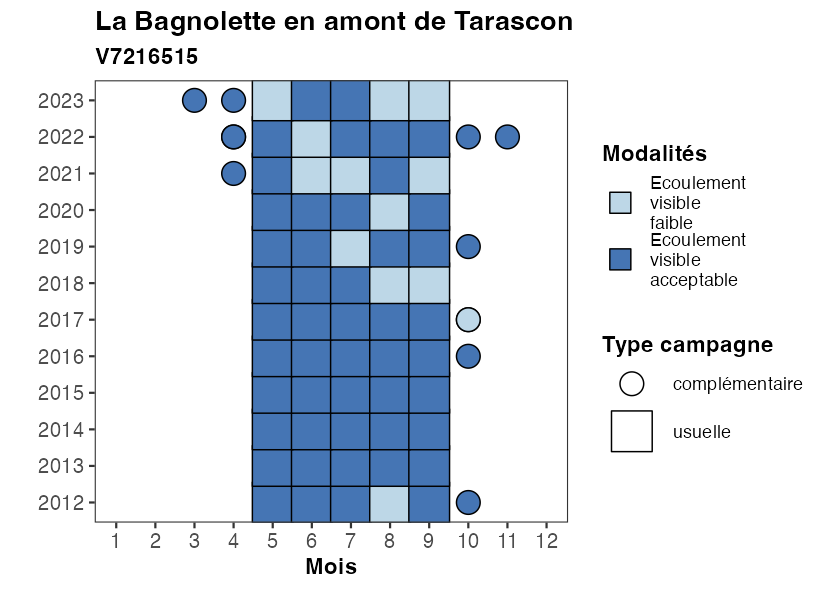 La Bagnolette en amont de Tarascon
V7216515
2023
2022
2021
2020
2019
2018
2017
2016
2015
2014
2013
2012
1 2 3 4 5 6 7 8 9 10 11 12
Mois
Modalités
Ecoulement
visible
faible
Ecoulement
visible
acceptable
Type campagne
complémentaire
usuelle